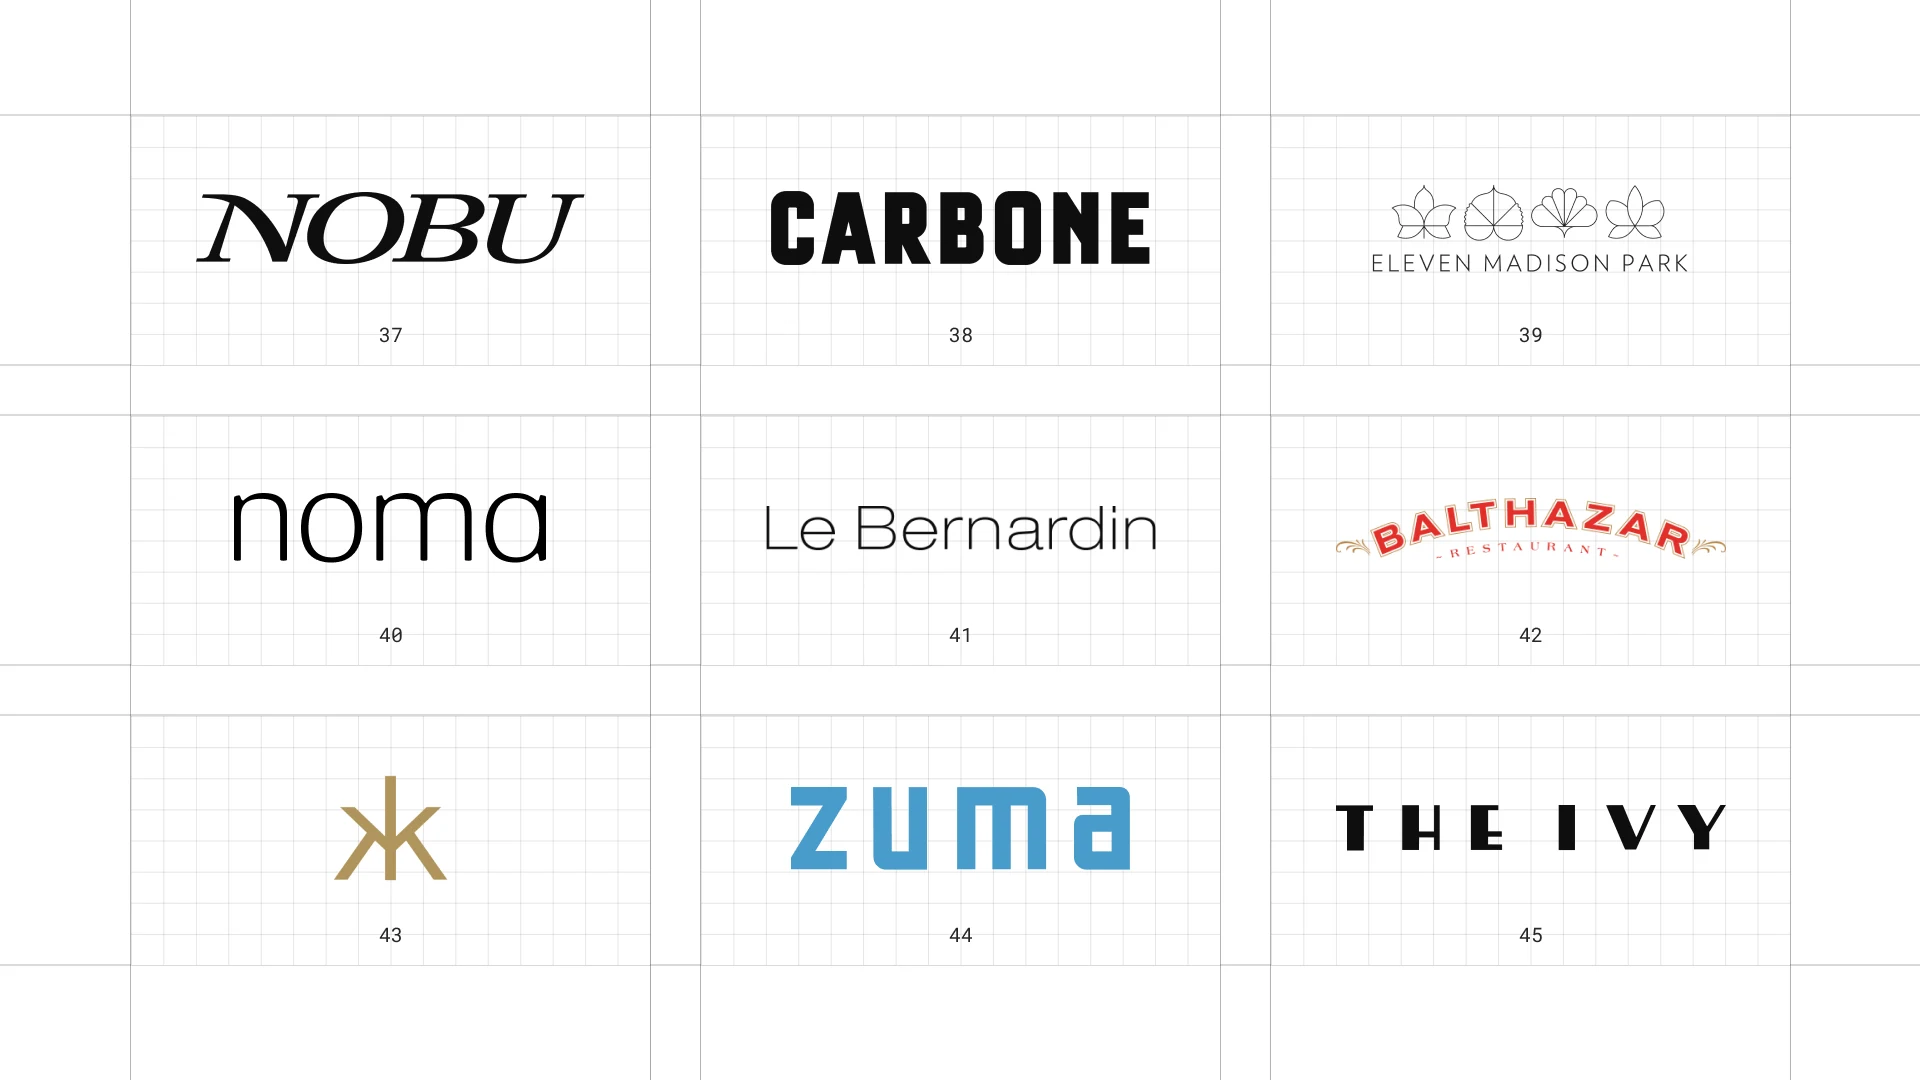 NOBU
37
CARBONE
38
ELEVEN MADISON PARK
39
noma
40
Le Bernardin
41
BALTHAZAR
-RESTAURANT-
42
43
zuma
44
THE IVY
45